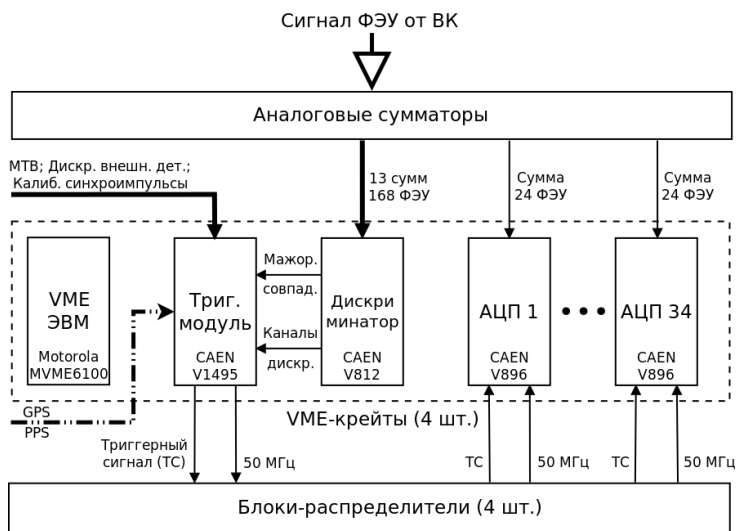 Сигнал ФЭУ от ВК
Аналоговые сумматоры
МТВ; Дискр. внешн. дет.;
Калиб. синхроимпульсы
13 сумм
168 ФЭУ
Сумма
24 ФЭУ
Сумма
24 ФЭУ
VME
ЭВМ
Motorola
MVME6100
Триг.
модуль
CAEN
V1495
Мажор.
совпад.
Каналы
дискр.
Дискри
минатор
CAEN
V812
АЦП 1
CAEN
V896
АЦП 34
CAEN
V896
GPS
PPS
VME-крейты (4 шт.)
Триггерный
сигнал (ТС)
50 МГц
ТС
50 МГц
ТС
50 МГц
Блоки-распределители (4 шт.)